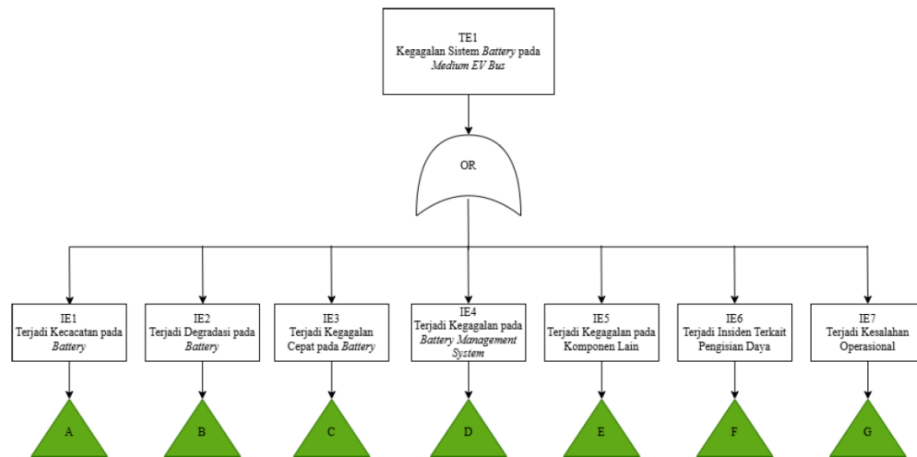 TE1
Kegagalan Sistem Battery pada
Medium EV Bus
OR
IE1
Terjadi Kecacatan pada
Battery
IE2
Terjadi Degradasi pada
Battery
IE3
Terjadi Kegagalan
Cepat pada Battery
IE4
Terjadi Kegagalan pada
Battery Management
System
IE5
Terjadi Kegagalan pada
Komponen Lain
IE6
Terjadi Insiden Terkait
Pengisian Daya
IE7
Terjadi Kesalahan
Operasional
A
B
C
D
E
F
G